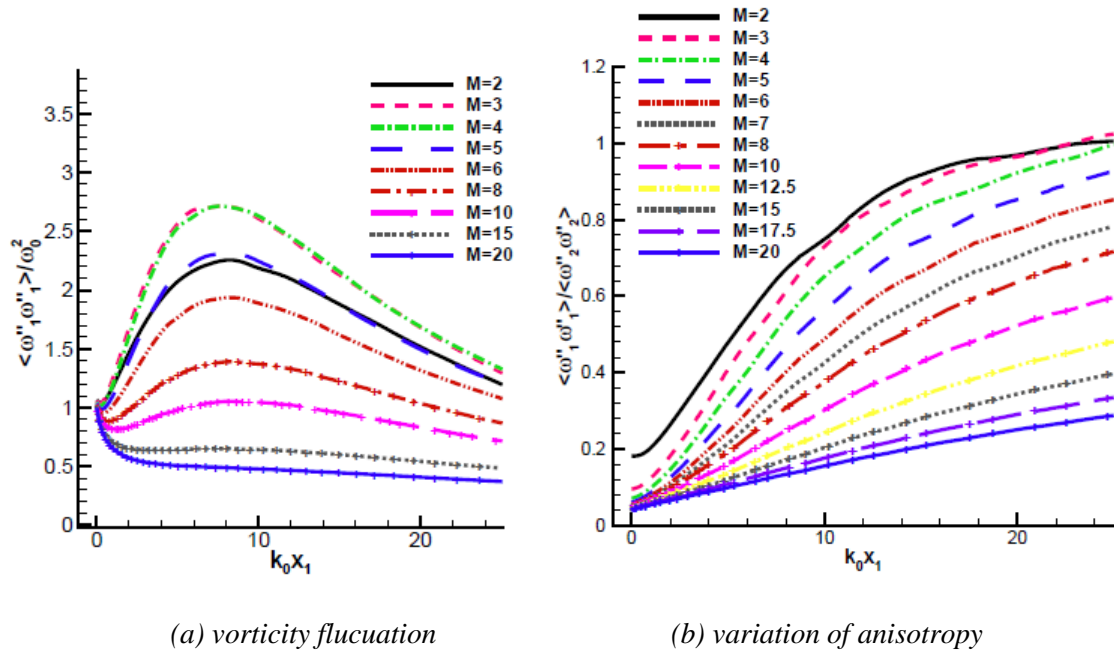 <ω"₁ω"₁>/ω₀²
3.5
3
2.5
2
1.5
1
0.5
0
0
10
20
k₀x₁
M=2
M=3
M=4
M=5
M=6
M=8
M=10
M=15
M=20
(a) vorticity flucuation
M=2
M=3
M=4
M=5
M=6
M=7
M=8
M=10
M=12.5
M=15
M=17.5
M=20
<ω"₁ω"₁>/<ω"₂ω"₂>
1.2
1
0.8
0.6
0.4
0.2
0
0
10
20
k₀x₁
(b) variation of anisotropy